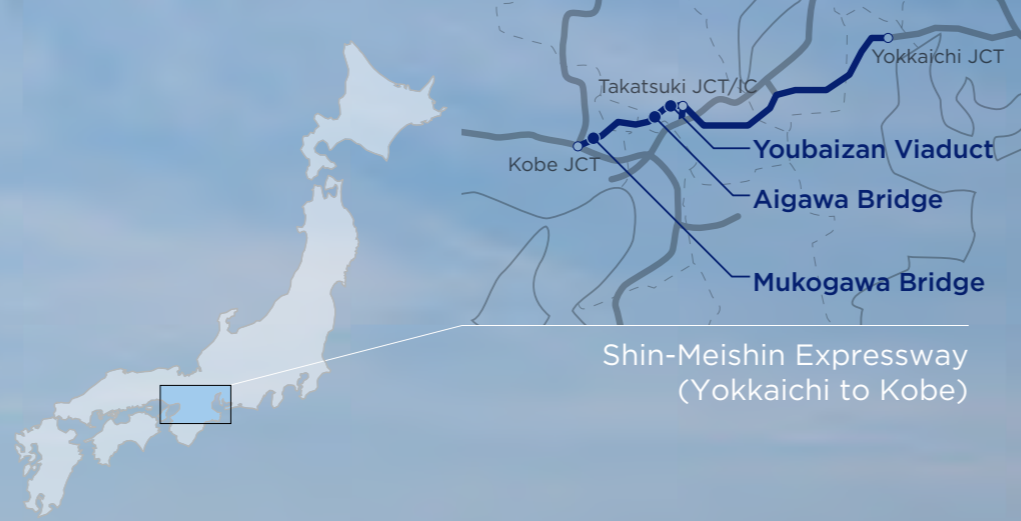 Yokkaichi JCT
Takatsuki JCT/IC
Kobe JCT
Youbaizan Viaduct
Aigawa Bridge
Mukogawa Bridge
Shin-Meishin Expressway
(Yokkaichi to Kobe)